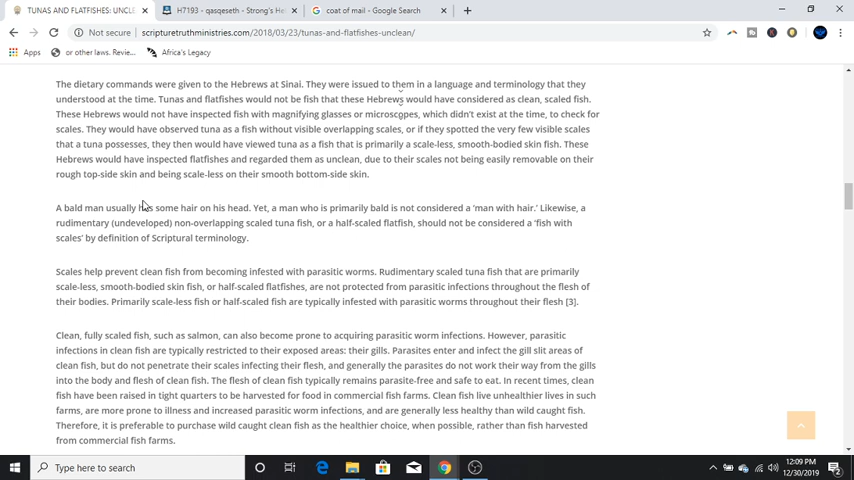 TUNAS AND FLATFISHES: UNCLE
H7193 - qasqeseth - Strong's He
coat of mail - Google Search
Not secure | scripturetruthministries.com/2018/03/23/tunas-and-flatfishes-unclean/
Apps
or other laws. Revie...
Africa's Legacy
The dietary commands were given to the Hebrews at Sinai. They were issued to them in a language and terminology that they
understood at the time. Tunas and flatfishes would not be fish that these Hebrews would have considered as clean, scaled fish.
These Hebrews would not have inspected fish with magnifying glasses or microscopes, which didn't exist at the time, to check for
scales. They would have observed tuna as a fish without visible overlapping scales, or if they spotted the very few visible scales
that a tuna possesses, they then would have viewed tuna as a fish that is primarily a scale-less, smooth-bodied skin fish. These
Hebrews would have inspected flatfishes and regarded them as unclean, due to their scales not being easily removable on their
rough top-side skin and being scale-less on their smooth bottom-side skin.
A bald man usually has some hair on his head. Yet, a man who is primarily bald is not considered a 'man with hair.' Likewise, a
rudimentary (undeveloped) non-overlapping scaled tuna fish, or a half-scaled flatfish, should not be considered a 'fish with
scales' by definition of Scriptural terminology.
Scales help prevent clean fish from becoming infested with parasitic worms. Rudimentary scaled tuna fish that are primarily
scale-less, smooth-bodied skin fish, or half-scaled flatfishes, are not protected from parasitic infections throughout the flesh of
their bodies. Primarily scale-less fish or half-scaled fish are typically infested with parasitic worms throughout their flesh [3].
Clean, fully scaled fish, such as salmon, can also become prone to acquiring parasitic worm infections. However, parasitic
infections in clean fish are typically restricted to their exposed areas: their gills. Parasites enter and infect the gill slit areas of
clean fish, but do not penetrate their scales infecting their flesh, and generally the parasites do not work their way from the gills
into the body and flesh of clean fish. The flesh of clean fish typically remains parasite-free and safe to eat. In recent times, clean
fish have been raised in tight quarters to be harvested for food in commercial fish farms. Clean fish live unhealthier lives in such
farms, are more prone to illness and increased parasitic worm infections, and are generally less healthy than wild caught fish.
Therefore, it is preferable to purchase wild caught clean fish as the healthier choice, when possible, rather than fish harvested
from commercial fish farms.
Type here to search
12:09 PM
12/30/2019
2